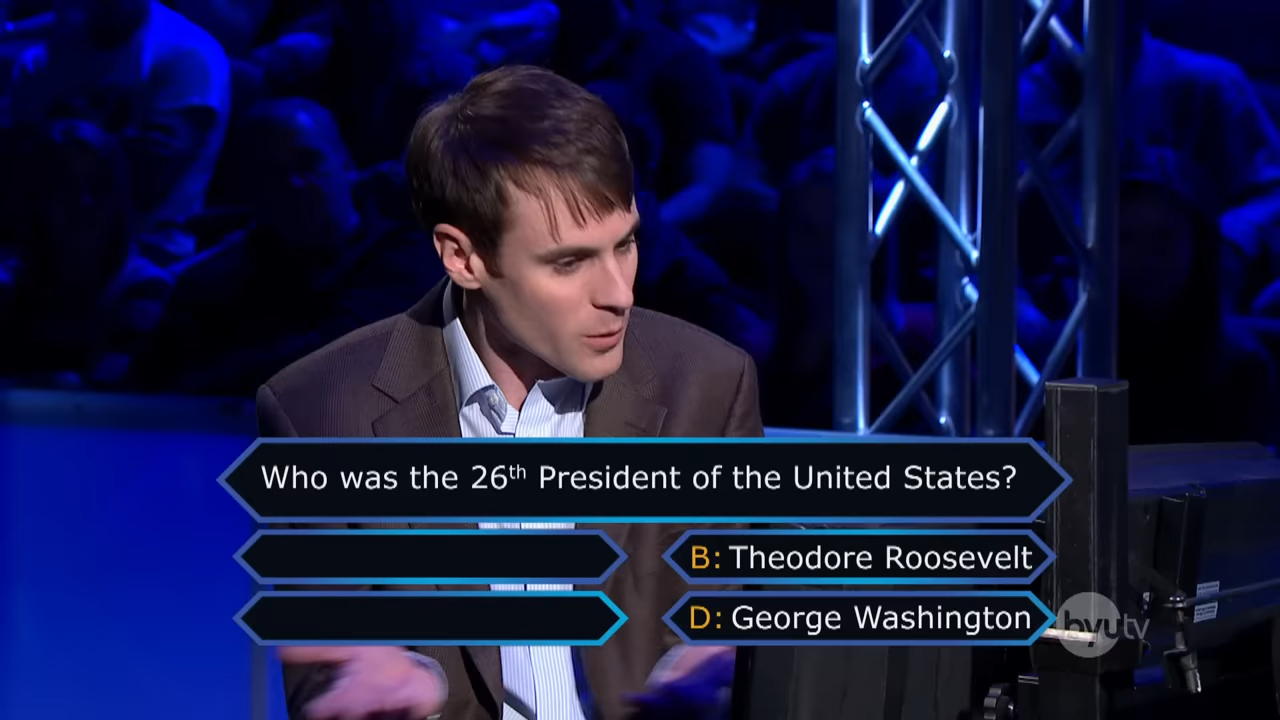 Who was the 26th President of the United States?
B: Theodore Roosevelt
D: George Washington
byutv